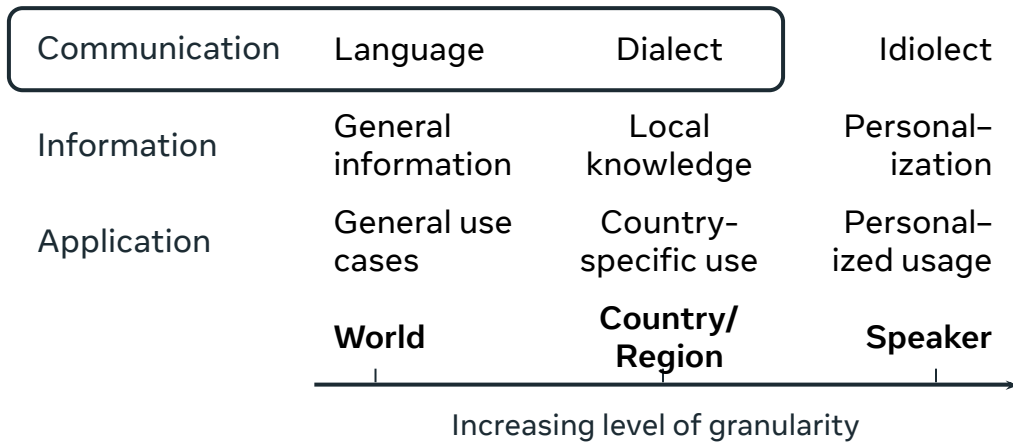 Communication Language Dialect Idiolect
Information General information Local knowledge Personal–ization
Application General use cases Country-specific use Personal–ized usage
World Country/Region Speaker
Increasing level of granularity